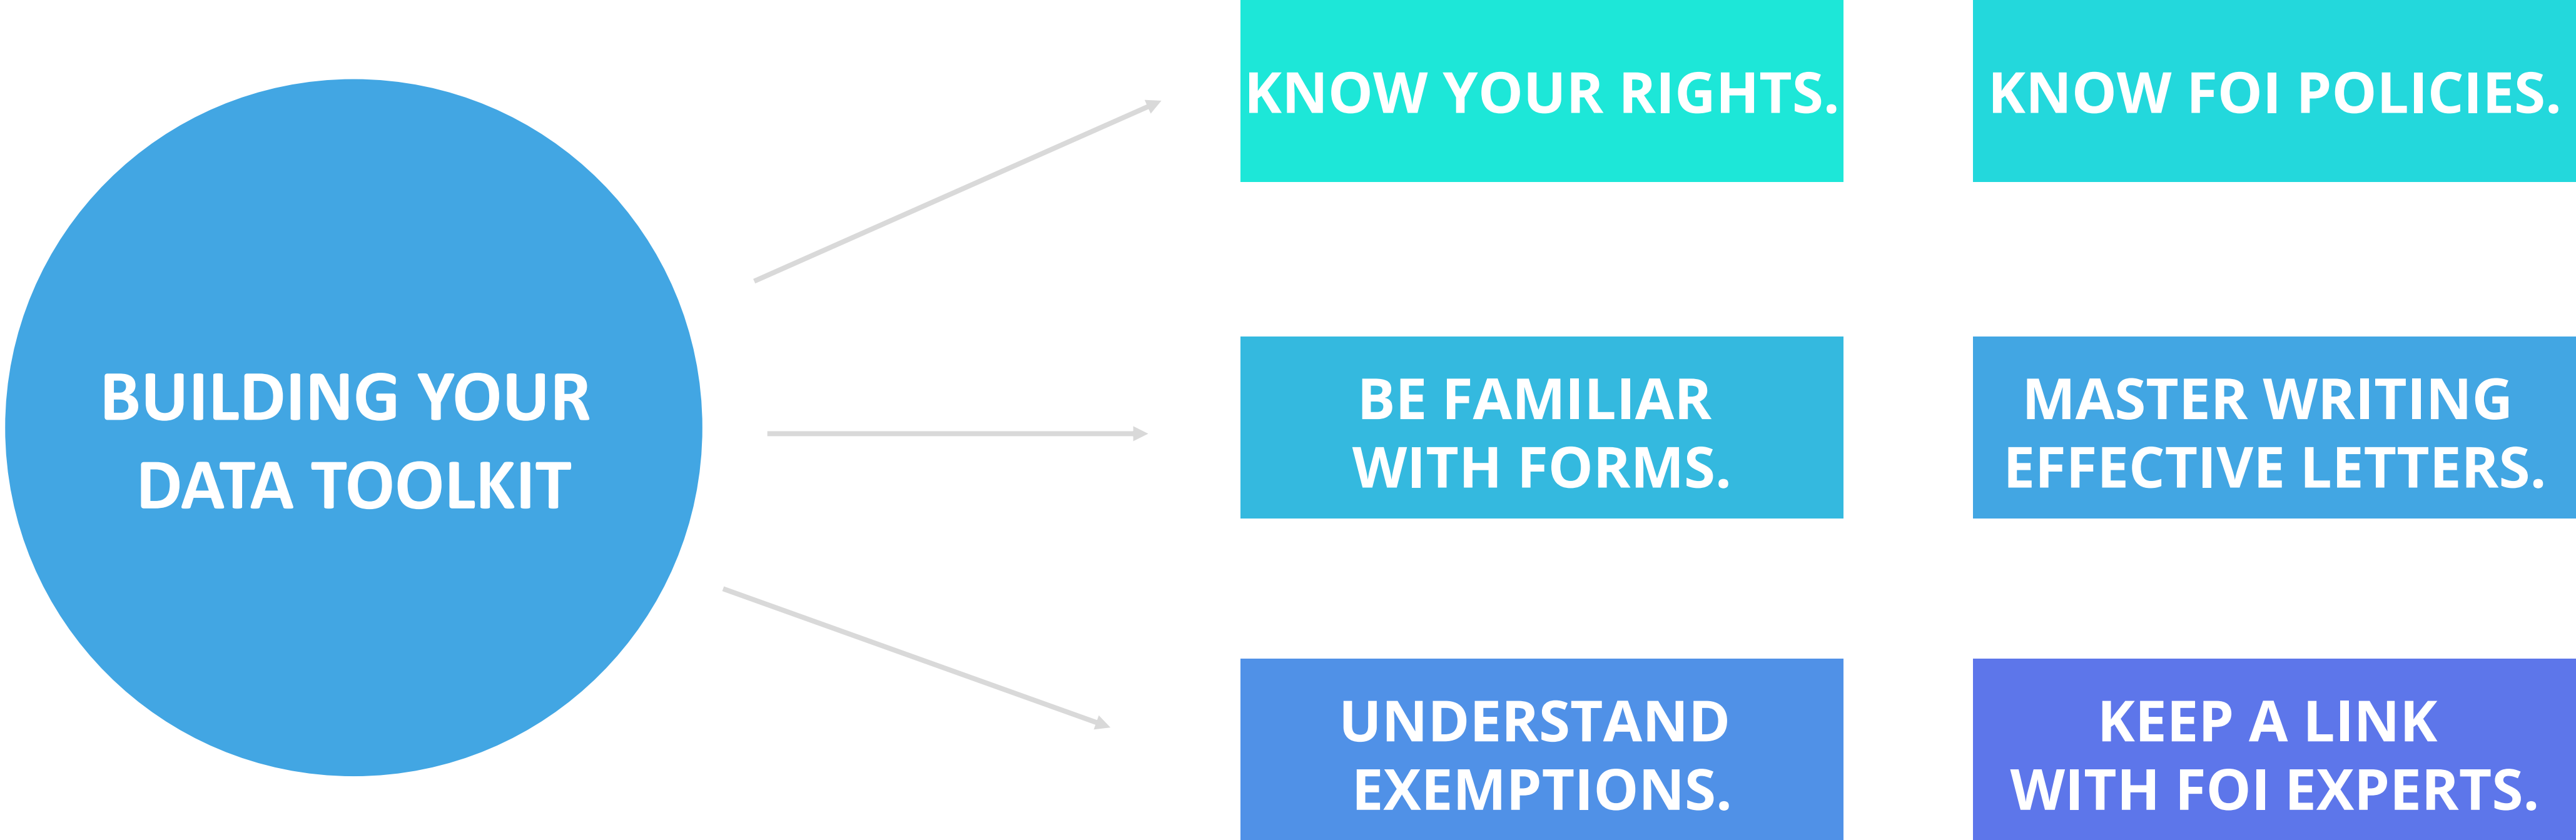 BUILDING YOUR
DATA TOOLKIT
KNOW YOUR RIGHTS.
KNOW FOI POLICIES.
BE FAMILIAR
WITH FORMS.
MASTER WRITING
EFFECTIVE LETTERS.
UNDERSTAND
EXEMPTIONS.
KEEP A LINK
WITH FOI EXPERTS.